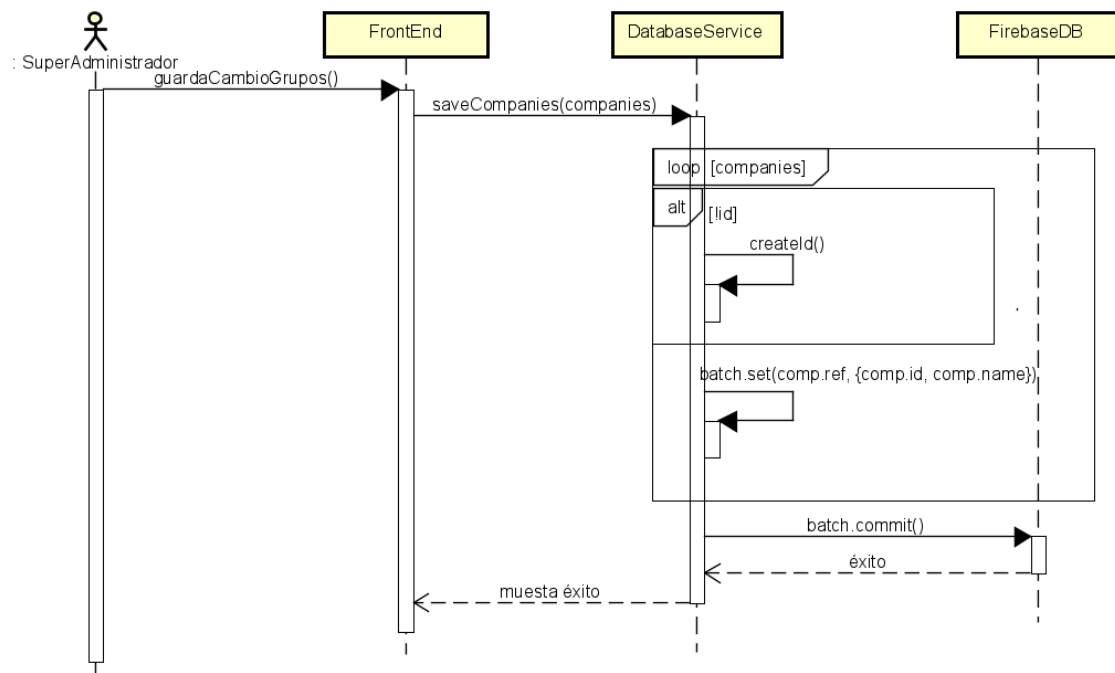 FrontEnd
DatabaseService
FirebaseDB
: SuperAdministrador
guardaCambioGrupos()
saveCompanies(companies)
loop [companies]
alt
[!id]
createId()
batch.set(comp.ref, {comp.id, comp.name})
batch.commit()
éxito
muesta éxito